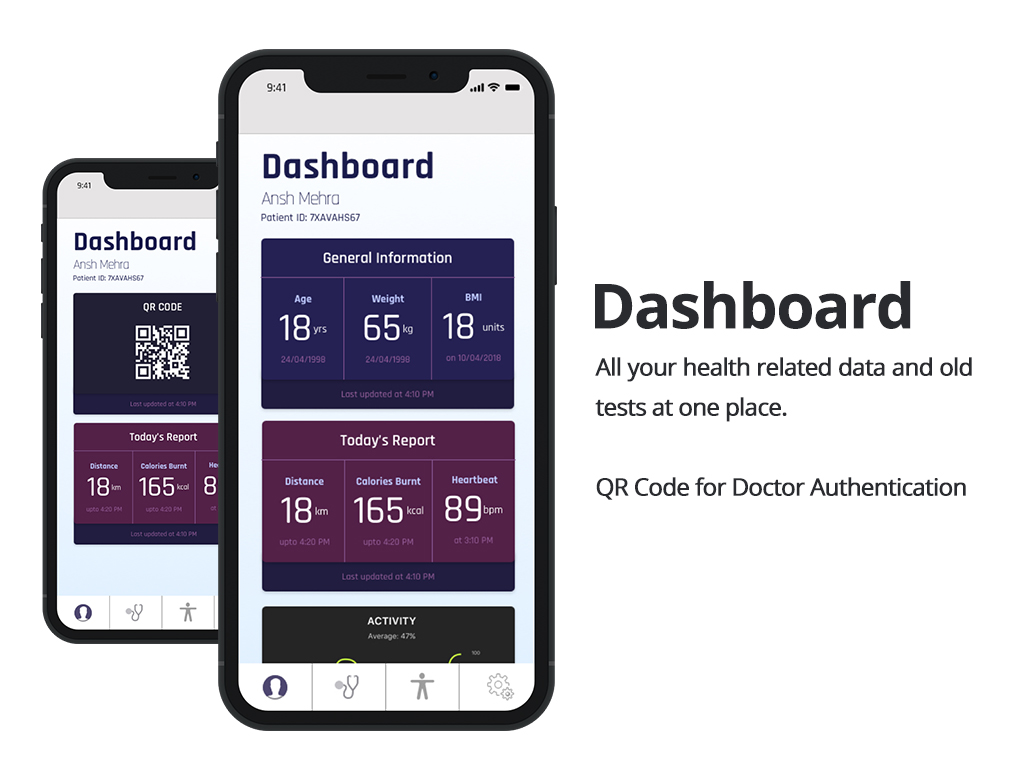 9:41
Dashboard
Ansh Mehra
Patient ID: 7XAVAHS67
QR CODE
Last updated at 4:10 PM
Today's Report
Distance Calories Burnt
18 km 165 kcal 8
upto 4:20 PM upto 4:20 PM
Last updated at 4:10 PM
9:41
Dashboard
Ansh Mehra
Patient ID: 7XAVAHS67
General Information
Age Weight BMI
18 yrs 65 kg 18 units
24/04/1998 24/04/1998 on 10/04/2018
Last updated at 4:10 PM
Today's Report
Distance Calories Burnt Heartbeat
18 km 165 kcal 89 bpm
upto 4:20 PM upto 4:20 PM at 3:10 PM
Last updated at 4:10 PM
ACTIVITY
Average: 47%
100
Dashboard
All your health related data and old
tests at one place.
QR Code for Doctor Authentication